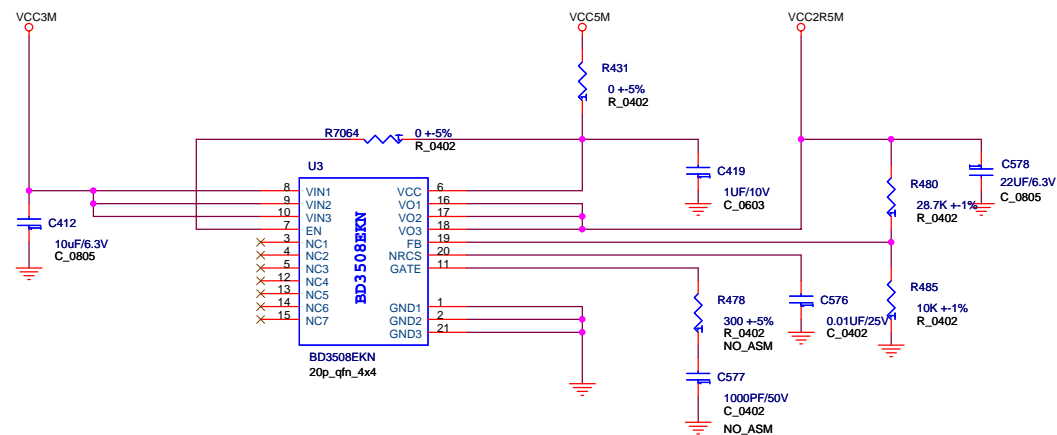 VCC3M
VCC5M
VCC2R5M
R431
0 +-5%
R_0402
R7064
0 +-5%
R_0402
U3
C419
1UF/10V
C_0603
C578
22UF/6.3V
C_0805
R480
28.7K +-1%
R_0402
C412
10uF/6.3V
C_0805
8 VIN1
9 VIN2
10 VIN3
7 EN
3 NC1
4 NC2
5 NC3
12 NC4
13 NC5
14 NC6
15 NC7
BD3508EKN
VCC 6
VO1 16
VO2 17
VO3 18
FB 19
NRCS 20
GATE 11
GND1 1
GND2 2
GND3 21
BD3508EKN
20p_qfn_4x4
R478
300 +-5%
R_0402
NO_ASM
C576
0.01UF/25V
C_0402
R485
10K +-1%
R_0402
C577
1000PF/50V
C_0402
NO_ASM